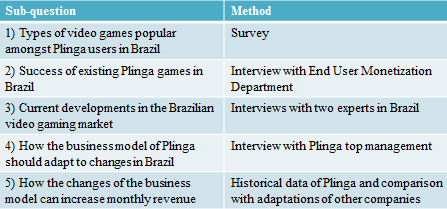 Sub-question Method
1) Types of video games popular Survey
amongst Plinga users in Brazil
2) Success of existing Plinga games in Interview with End User Monetization
Brazil Department
3) Current developments in the Brazilian Interviews with two experts in Brazil
video gaming market
4) How the business model of Plinga Interview with Plinga top management
should adapt to changes in Brazil
5) How the changes of the business Historical data of Plinga and comparison
model can increase monthly revenue with adaptations of other companies